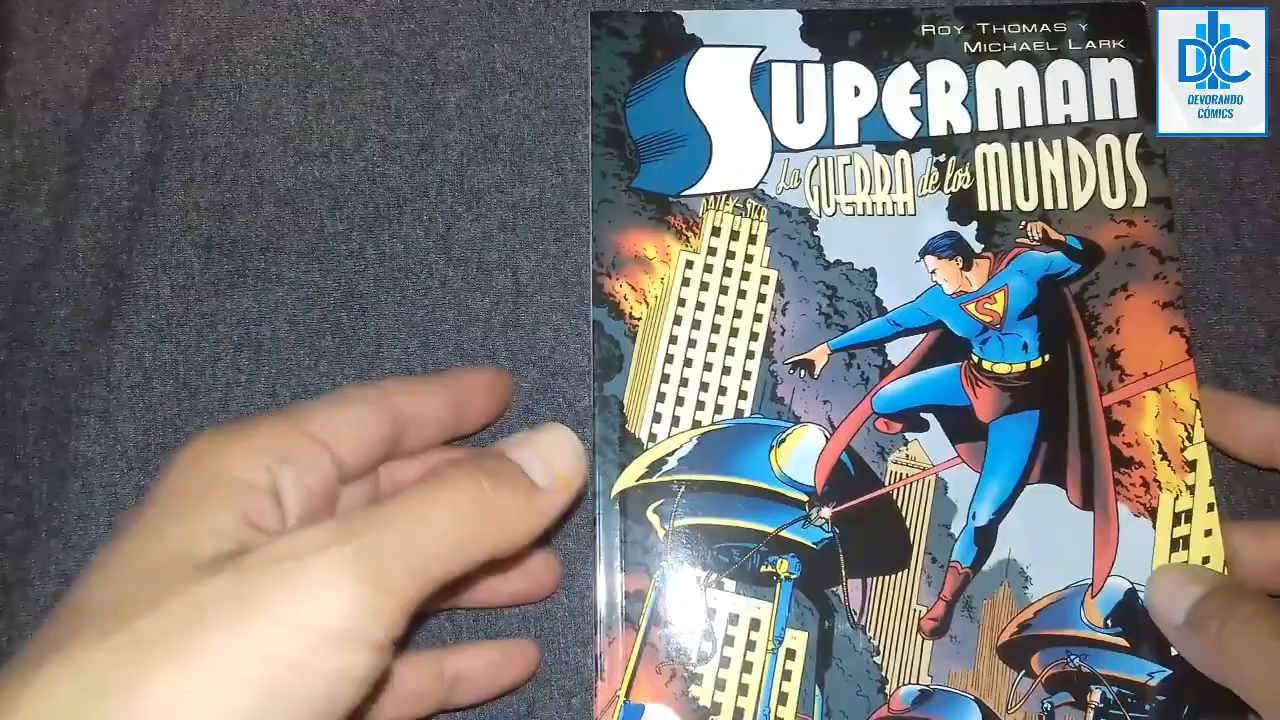 ROY THOMAS Y
MICHAEL LARK
SUPERMAN
La GUERRA de los MUNDOS
DAILY STAR
S
DC
DEVORANDO
CÓMICS